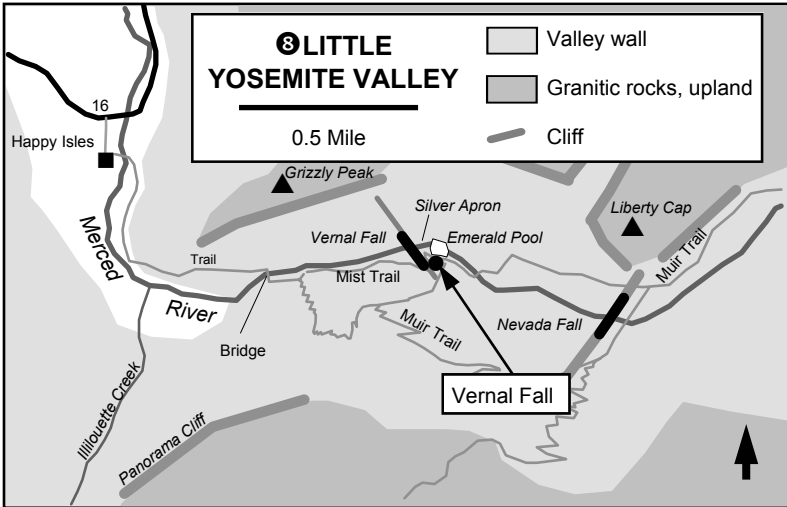 ❽LITTLE
YOSEMITE VALLEY
0.5 Mile
Valley wall
Granitic rocks, upland
Cliff
16
Happy Isles
Grizzly Peak
Silver Apron
Liberty Cap
Vernal Fall
Emerald Pool
Merced
River
Trail
Mist Trail
Muir Trail
Nevada Fall
Muir Trail
Bridge
Vernal Fall
Illilouette Creek
Panorama Cliff